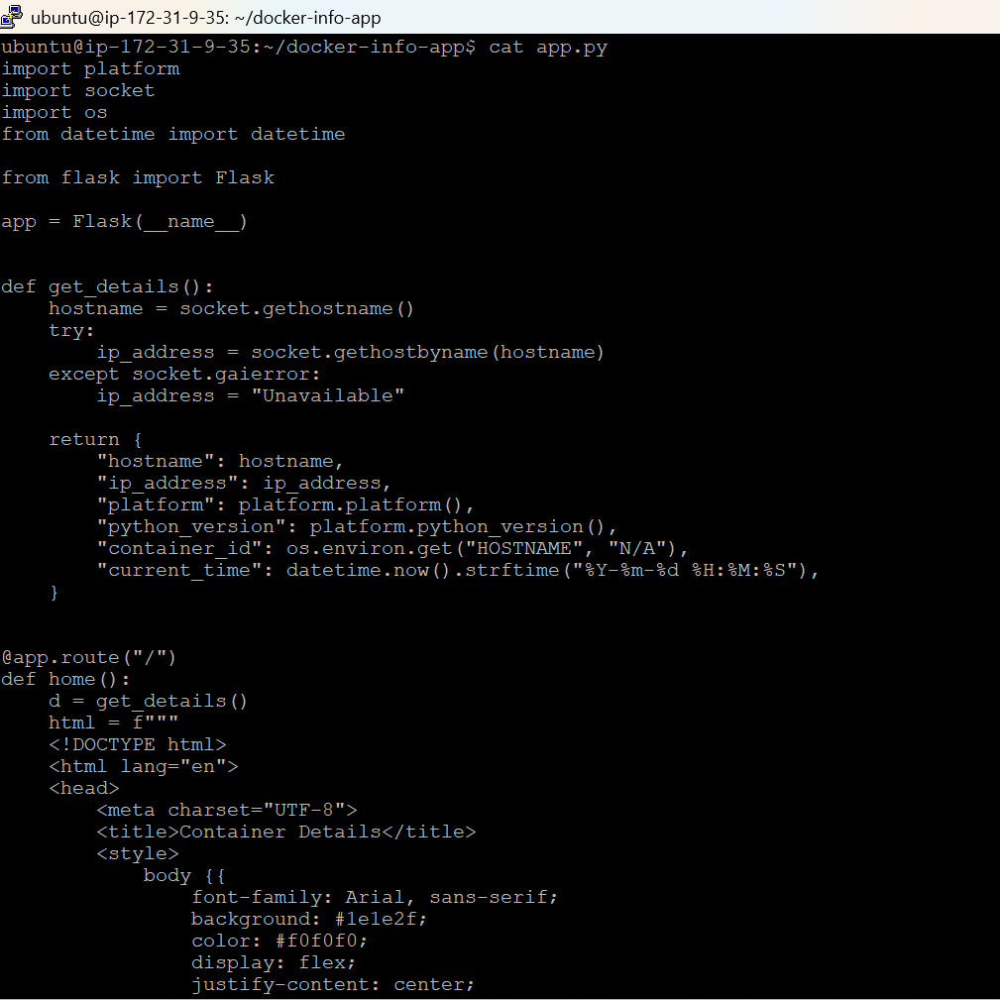 ubuntu@ip-172-31-9-35: ~/docker-info-app
ubuntu@ip-172-31-9-35:~/docker-info-app$ cat app.py
import platform
import socket
import os
from datetime import datetime

from flask import Flask

app = Flask(__name__)


def get_details():
    hostname = socket.gethostname()
    try:
        ip_address = socket.gethostbyname(hostname)
    except socket.gaierror:
        ip_address = "Unavailable"

    return {
        "hostname": hostname,
        "ip_address": ip_address,
        "platform": platform.platform(),
        "python_version": platform.python_version(),
        "container_id": os.environ.get("HOSTNAME", "N/A"),
        "current_time": datetime.now().strftime("%Y-%m-%d %H:%M:%S"),
    }


@app.route("/")
def home():
    d = get_details()
    html = f"""
    <!DOCTYPE html>
    <html lang="en">
    <head>
        <meta charset="UTF-8">
        <title>Container Details</title>
        <style>
            body {{
                font-family: Arial, sans-serif;
                background: #1e1e2f;
                color: #f0f0f0;
                display: flex;
                justify-content: center;